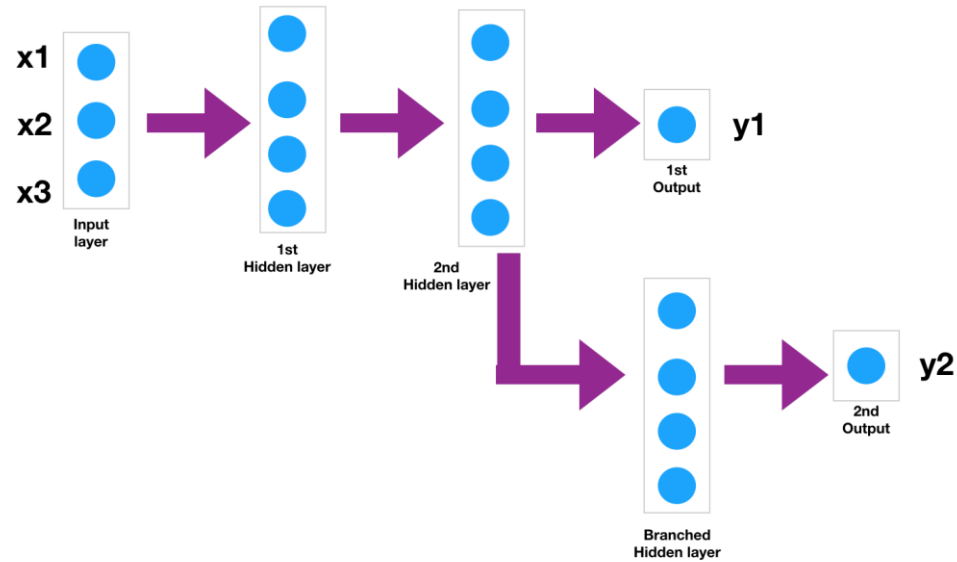 x1
x2
x3
Input
layer
1st
Hidden layer
2nd
Hidden layer
1st
Output
y1
Branched
Hidden layer
2nd
Output
y2